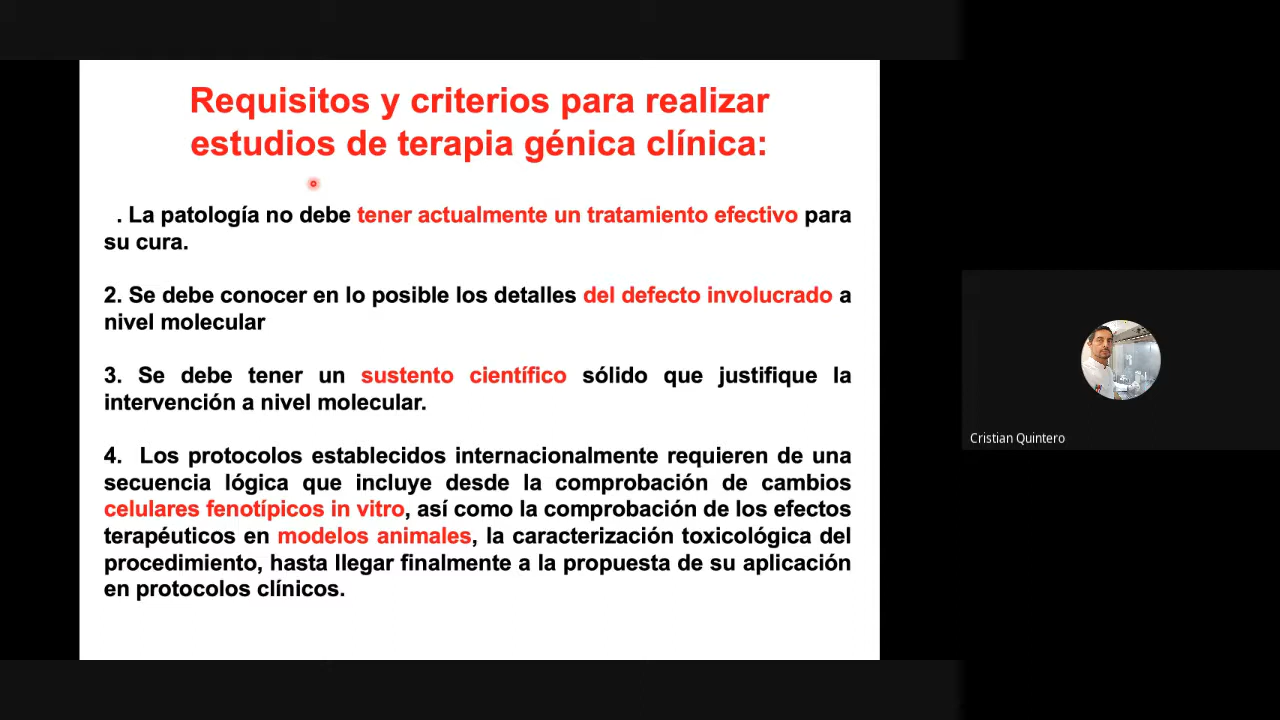 Requisitos y criterios para realizar
estudios de terapia génica clínica:
. La patología no debe tener actualmente un tratamiento efectivo para
su cura.
2. Se debe conocer en lo posible los detalles del defecto involucrado a
nivel molecular
3. Se debe tener un sustento científico sólido que justifique la
intervención a nivel molecular.
4. Los protocolos establecidos internacionalmente requieren de una
secuencia lógica que incluye desde la comprobación de cambios
celulares fenotípicos in vitro, así como la comprobación de los efectos
terapéuticos en modelos animales, la caracterización toxicológica del
procedimiento, hasta llegar finalmente a la propuesta de su aplicación
en protocolos clínicos.
Cristian Quintero